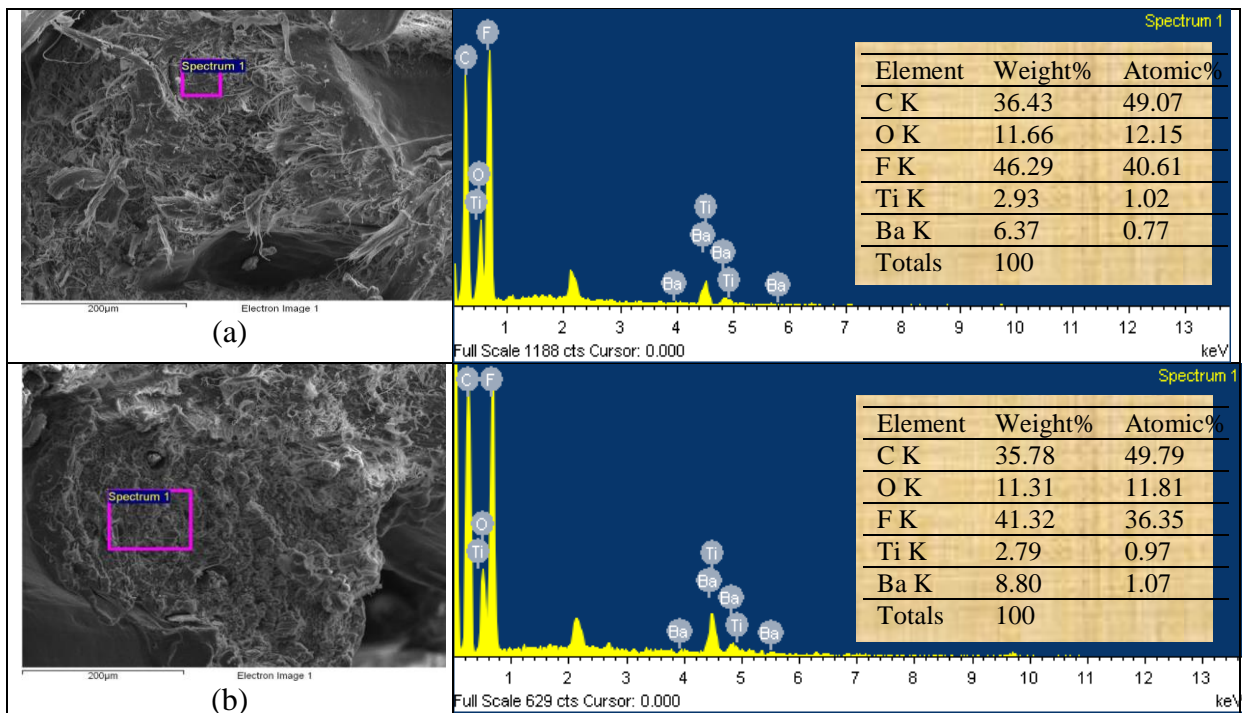 Spectrum 1
200µm Electron Image 1
(a)
Spectrum 1
F
C
O
Ti
Ti
Ba
Ba
Ba
Ti
Ba
Element Weight% Atomic%
C K 36.43 49.07
O K 11.66 12.15
F K 46.29 40.61
Ti K 2.93 1.02
Ba K 6.37 0.77
Totals 100
1 2 3 4 5 6 7 8 9 10 11 12 13
Full Scale 1188 cts Cursor: 0.000 keV
Spectrum 1
200µm Electron Image 1
(b)
Spectrum 1
C F
O
Ti
Ti
Ba
Ba
Ba
Ti
Ba
Element Weight% Atomic%
C K 35.78 49.79
O K 11.31 11.81
F K 41.32 36.35
Ti K 2.79 0.97
Ba K 8.80 1.07
Totals 100
1 2 3 4 5 6 7 8 9 10 11 12 13
Full Scale 629 cts Cursor: 0.000 keV